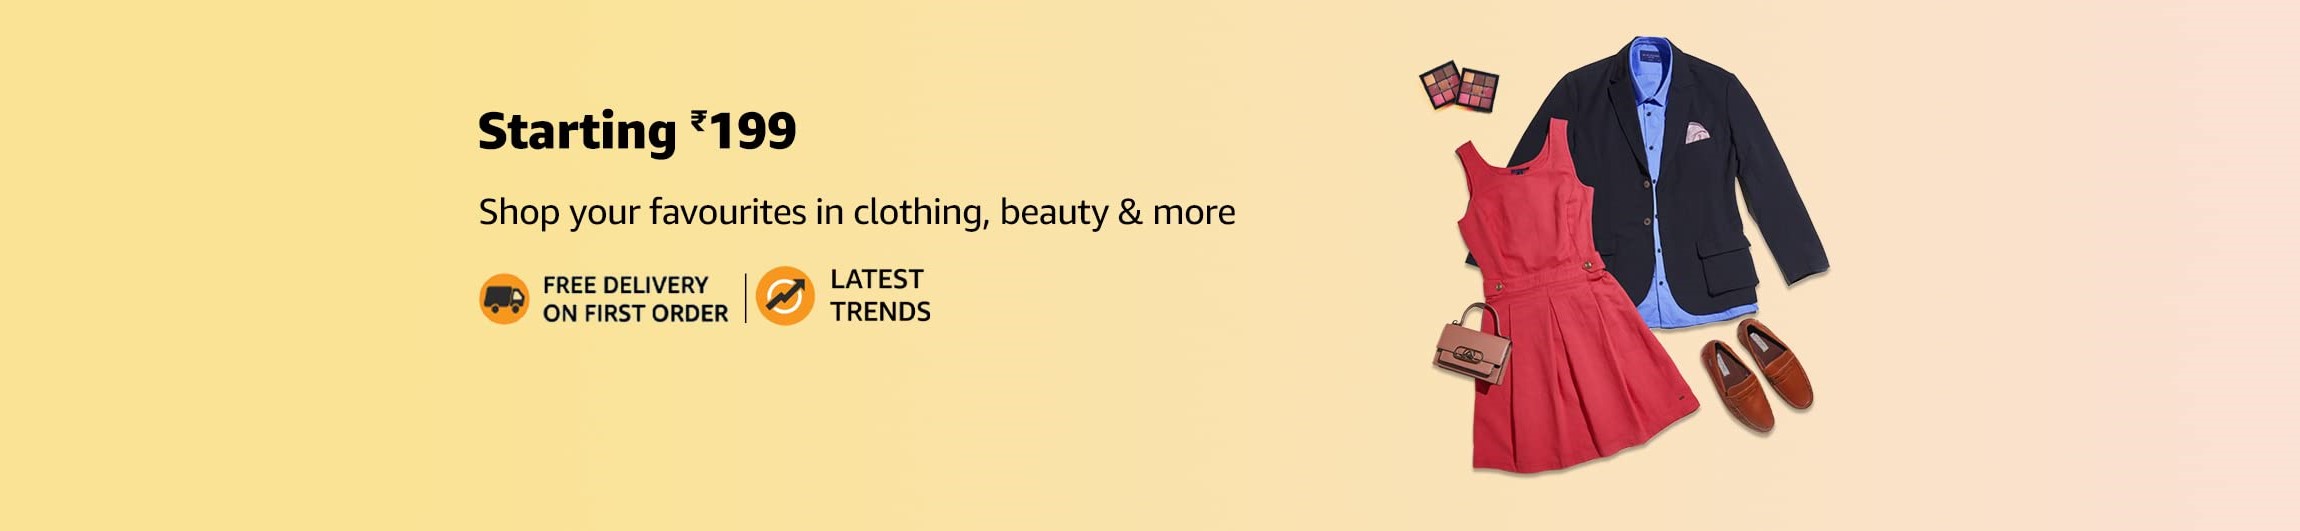 Starting ₹199
Shop your favourites in clothing, beauty & more
FREE DELIVERY
ON FIRST ORDER
LATEST
TRENDS